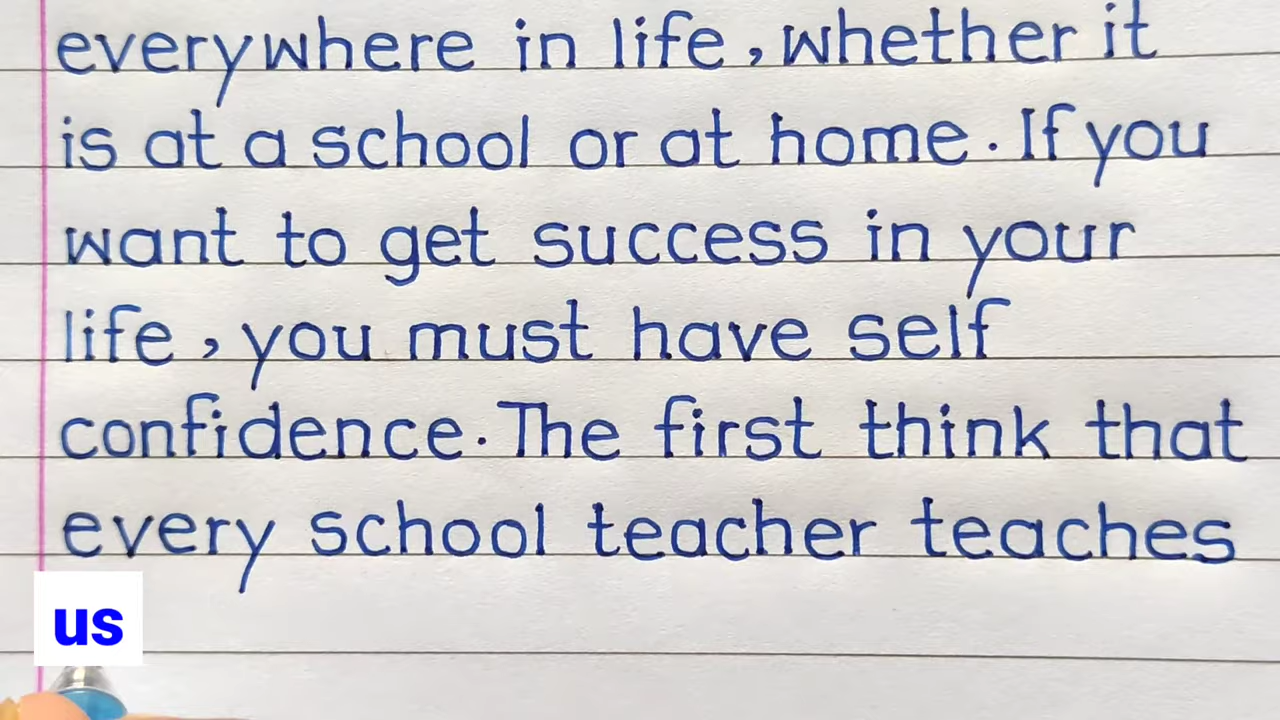 everywhere in life, whether it
is at a school or at home. If you
want to get success in your
life, you must have self
confidence. The first think that
every school teacher teaches
us